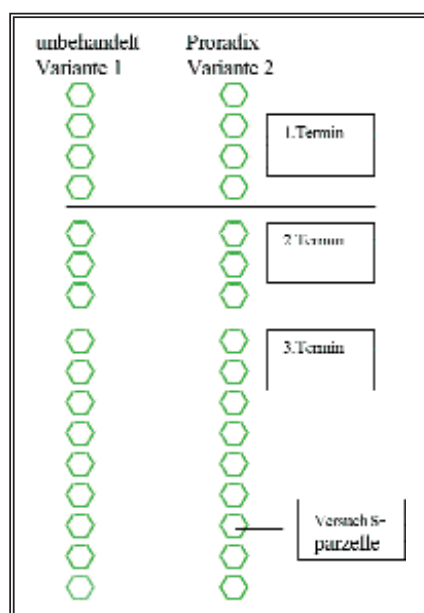 unbehandelt
Variante 1
Proradix
Variante 2
1.Termin
2.Termin
3.Termin
Versuch S-
parzelle